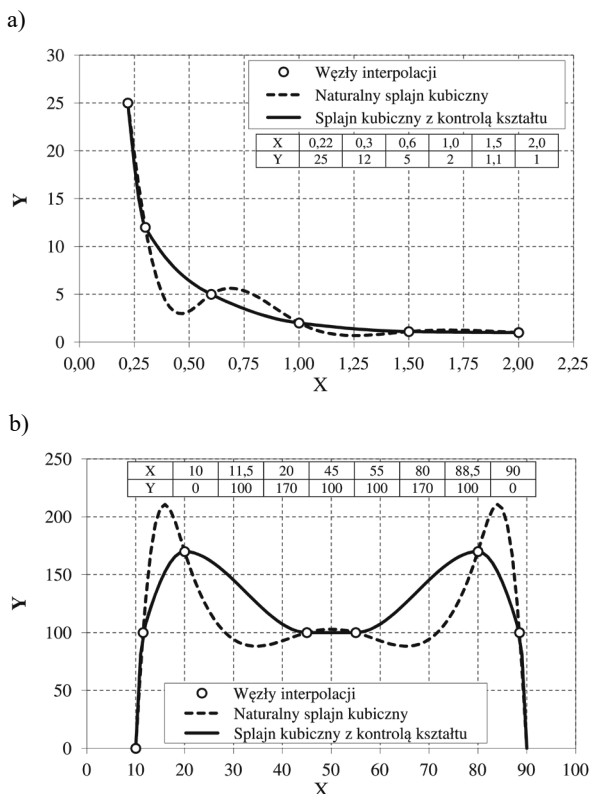 a)
30
25
20
15
10
5
0
Y
Węzły interpolacji
Naturalny splajn kubiczny
Splajn kubiczny z kontrolą kształtu
X 0,22 0,3 0,6 1,0 1,5 2,0
Y 25 12 5 2 1,1 1
0,00 0,25 0,50 0,75 1,00 1,25 1,50 1,75 2,00 2,25
X
b)
250
200
150
100
50
0
Y
X 10 11,5 20 45 55 80 88,5 90
Y 0 100 170 100 100 170 100 0
Węzły interpolacji
Naturalny splajn kubiczny
Splajn kubiczny z kontrolą kształtu
0 10 20 30 40 50 60 70 80 90 100
X